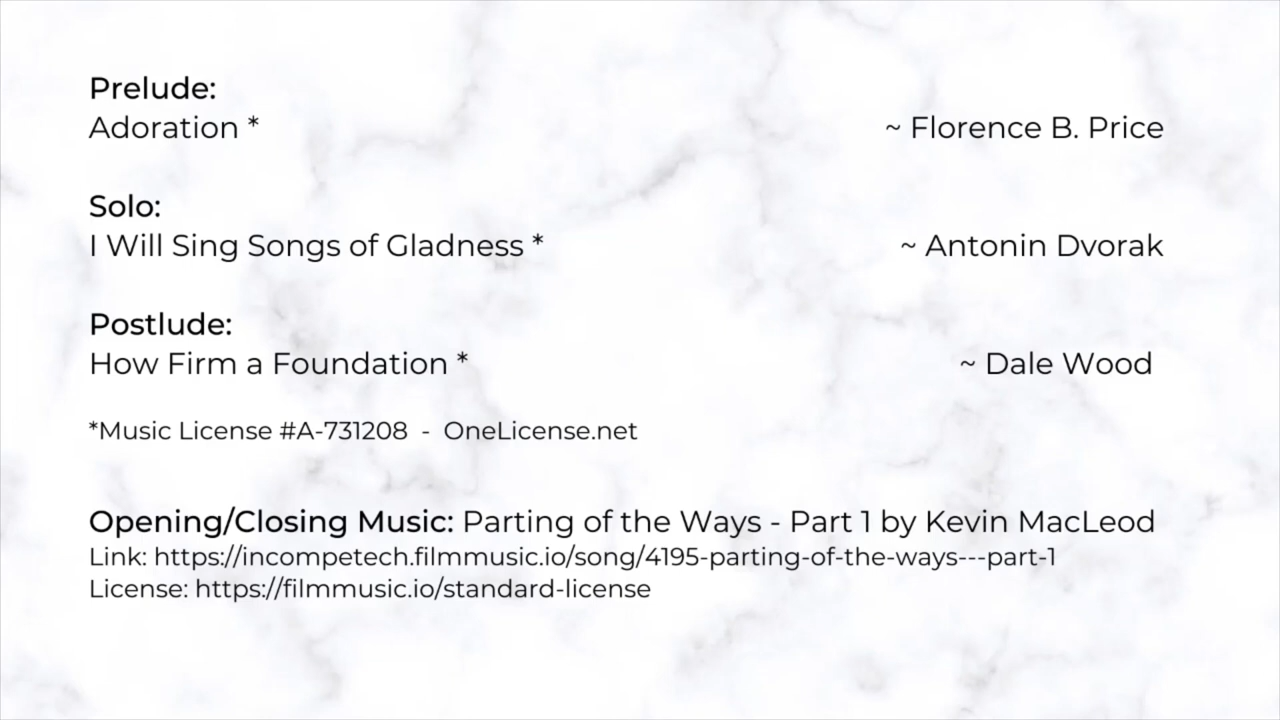 Prelude:
Adoration * ~ Florence B. Price
Solo:
I Will Sing Songs of Gladness * ~ Antonin Dvorak
Postlude:
How Firm a Foundation * ~ Dale Wood
*Music License #A-731208 - OneLicense.net
Opening/Closing Music: Parting of the Ways - Part 1 by Kevin MacLeod
Link: https://incompetech.filmmusic.io/song/4195-parting-of-the-ways---part-1
License: https://filmmusic.io/standard-license